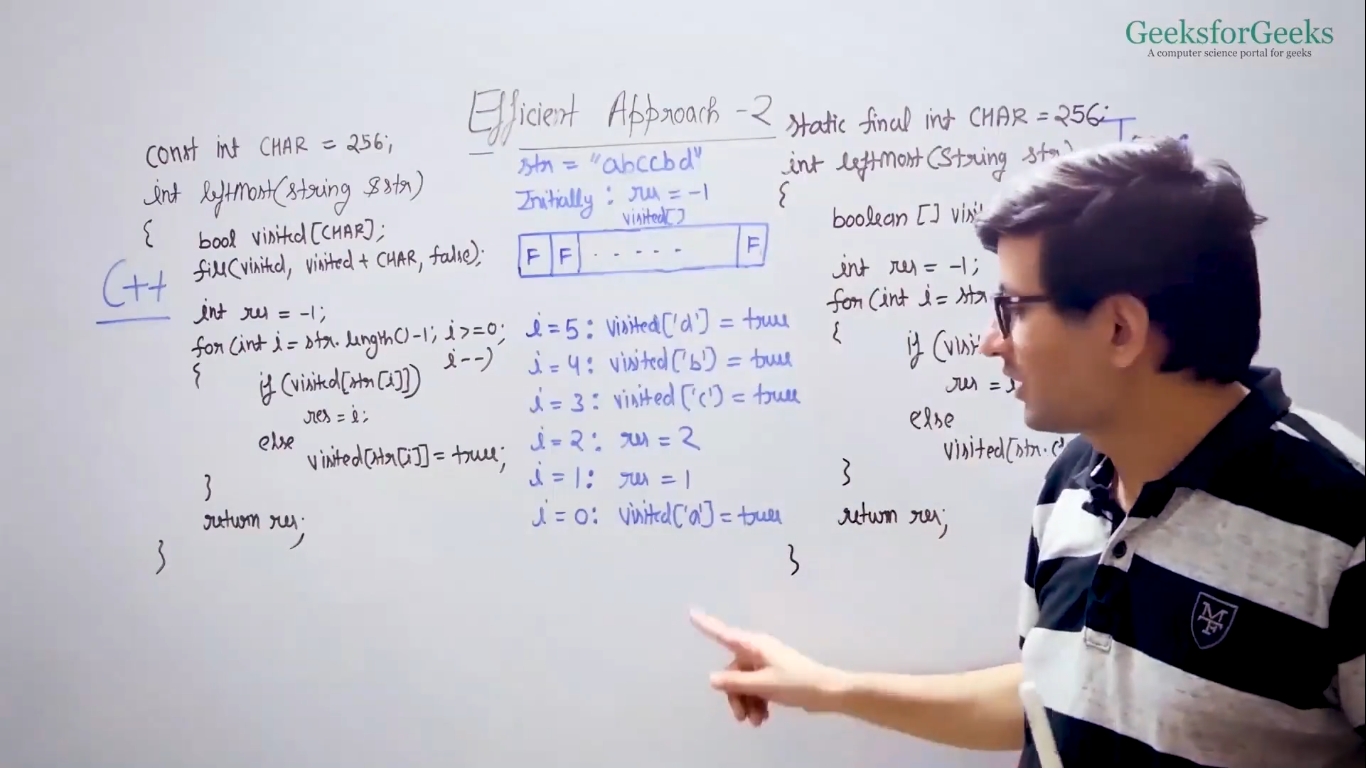 GeeksforGeeks
A computer science portal for geeks
Efficient Approach -2
const int CHAR = 256;
int leftMost(string &str)
{
bool visited[CHAR];
fill(visited, visited + CHAR, false);
C++
int res = -1;
for(int i = str.length()-1; i>=0;
i--)
{
if(visited[str[i]])
res = i;
else
visited[str[i]] = true;
}
return res;
}
str = "abccbd"
Initially : res = -1
visited[]
F F ..... F
i = 5 : visited['d'] = true
i = 4 : visited['b'] = true
i = 3 : visited['c'] = true
i = 2 : res = 2
i = 1 : res = 1
i = 0 : visited['a'] = true
static final int CHAR = 256;
int leftMost(String str)
{
boolean []
int res = -1;
for (int i =
{
if (
res =
else
visited[str.
}
return res;
}
MF